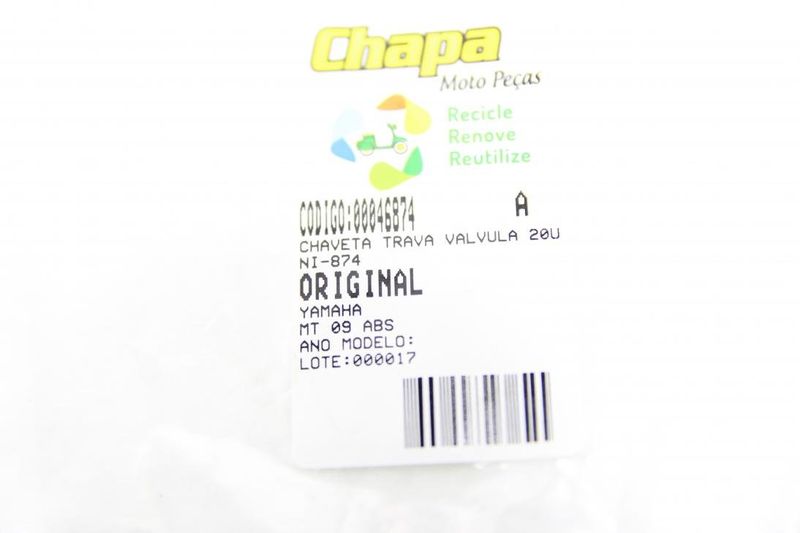 Chapa
Moto Peças
Recicle
Renove
Reutilize
CODIGO:00046874 A
CHAVETA TRAVA VALVULA 20U
NI-874
ORIGINAL
YAMAHA
MT 09 ABS
ANO MODELO:
LOTE:000017